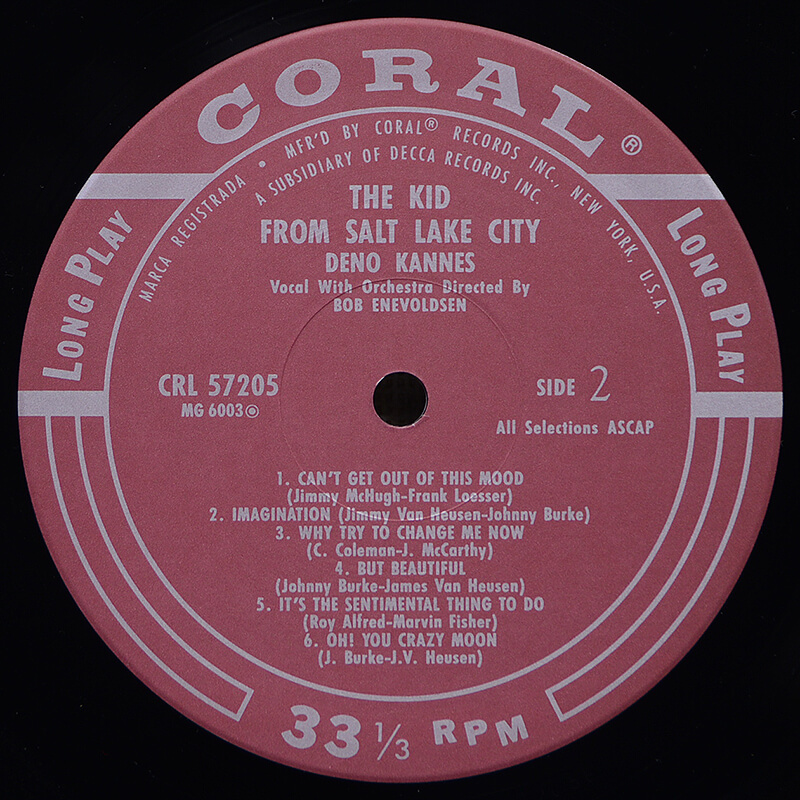 CORAL®
MARCA REGISTRADA • MFR'D BY CORAL® RECORDS INC., NEW YORK, U.S.A.
A SUBSIDIARY OF DECCA RECORDS INC.
THE KID
FROM SALT LAKE CITY
DENO KANNES
Vocal With Orchestra Directed By
BOB ENEVOLDSEN
LONG PLAY
LONG PLAY
CRL 57205
MG 6003
SIDE 2
All Selections ASCAP
1. CAN'T GET OUT OF THIS MOOD
(Jimmy McHugh-Frank Loesser)
2. IMAGINATION (Jimmy Van Heusen-Johnny Burke)
3. WHY TRY TO CHANGE ME NOW
(C. Coleman-J. McCarthy)
4. BUT BEAUTIFUL
(Johnny Burke-James Van Heusen)
5. IT'S THE SENTIMENTAL THING TO DO
(Roy Alfred-Marvin Fisher)
6. OH! YOU CRAZY MOON
(J. Burke-J.V. Heusen)
33 1/3 RPM